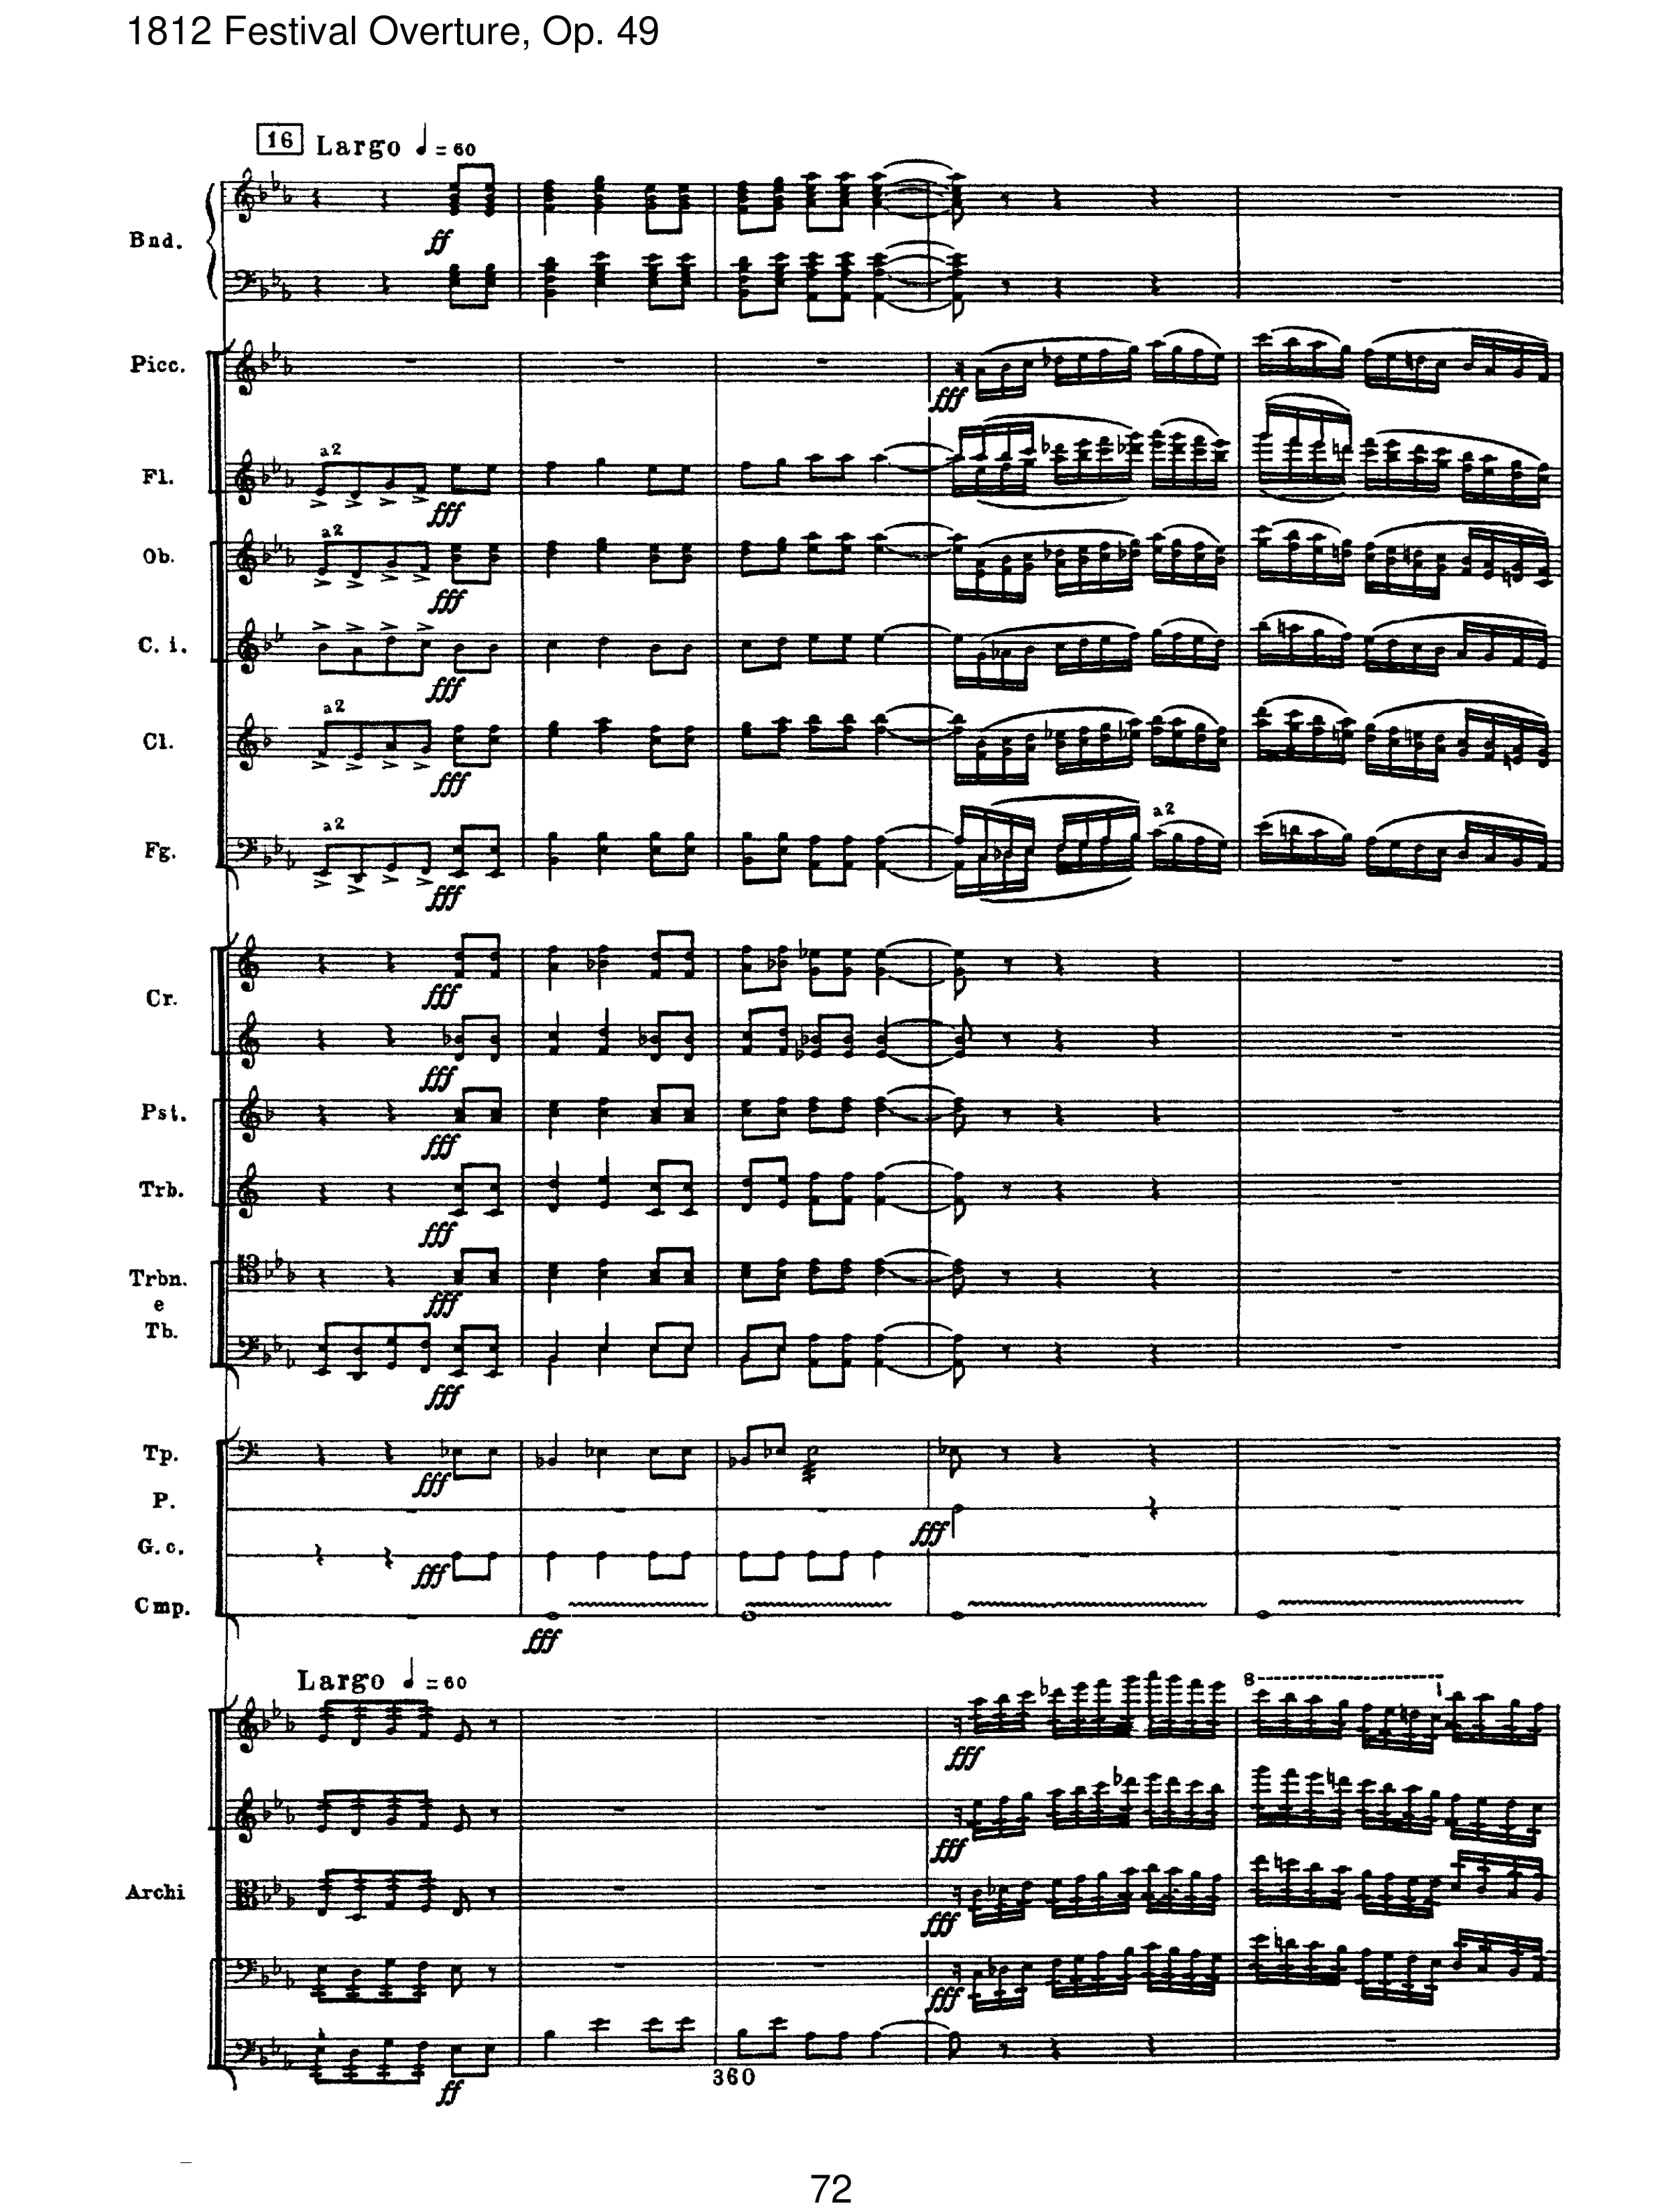 1812 Festival Overture, Op. 49
16 Largo ♩ = 60
Bnd.
ff
Picc.
fff
a2
Fl.
fff
a2
Ob.
fff
C. i.
fff
a2
Cl.
fff
a2
a2
Fg.
fff
Cr.
fff
fff
Pst.
fff
Trb.
fff
Trbn.
fff
e
Tb.
fff
Tp.
fff
P.
fff
G. c.
fff
Cmp.
fff
Largo ♩ = 60
8
fff
fff
Archi
fff
fff
ff
360
72